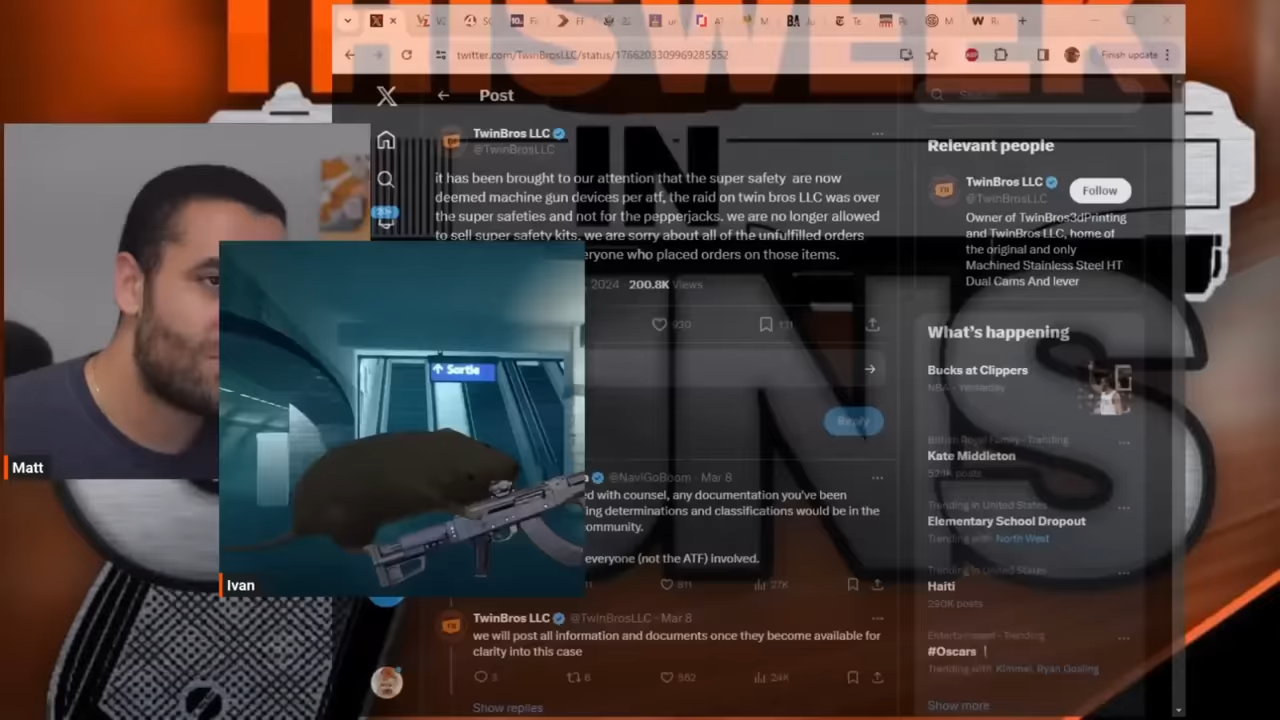 THISWEEK
IN
GUNS
Finish update
twitter.com/TwinBrosLLC/status/1766203309969285552
Post
TwinBros LLC
@TwinBrosLLC
it has been brought to our attention that the super safety are now
deemed machine gun devices per atf, the raid on twin bros LLC was over
the super safeties and not for the pepperjacks. we are no longer allowed
to sell super safety kits. we are sorry about all of the unfulfilled orders
eryone who placed orders on those items.
2024 · 200.8K Views
930
131
Reply
@NaviGoBoom · Mar 8
ed with counsel, any documentation you've been
ing determinations and classifications would be in the
ommunity.
everyone (not the ATF) involved.
811
27K
TwinBros LLC @TwinBrosLLC · Mar 8
we will post all information and documents once they become available for
clarity into this case
3
6
562
24K
Show replies
Search
Relevant people
TwinBros LLC
@TwinBrosLLC
Follow
Owner of TwinBros3dPrinting
and TwinBros LLC, home of
the original and only
Machined Stainless Steel HT
Dual Cams And lever
What's happening
Bucks at Clippers
NBA · Yesterday
British Royal Family · Trending
Kate Middleton
521K posts
Trending in United States
Elementary School Dropout
Trending with North West
Trending in United States
Haiti
290K posts
Entertainment · Trending
#Oscars
Trending with Kimmel, Ryan Gosling
Show more
Matt
Sortie
Ivan